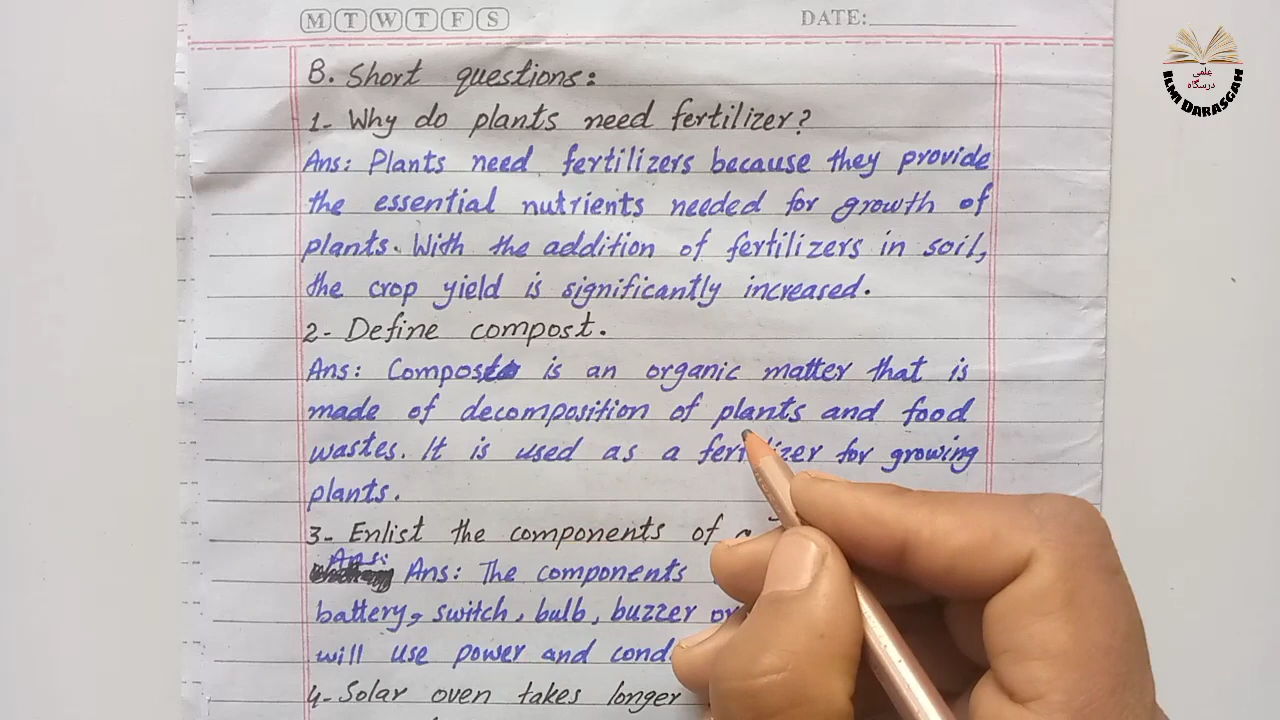 M T W T F S
DATE:
علمی
درسگاہ
ILMI DARASGAH
B. Short questions:
1- Why do plants need fertilizer?
Ans: Plants need fertilizers because they provide
the essential nutrients needed for growth of
plants. With the addition of fertilizers in soil,
the crop yield is significantly increased.
2- Define compost.
Ans: Compost is an organic matter that is
made of decomposition of plants and food
wastes. It is used as a fertilizer for growing
plants.
3- Enlist the components of
Ans:
Ans: The components
battery, switch, bulb, buzzer or
will use power and
4- Solar oven takes longer